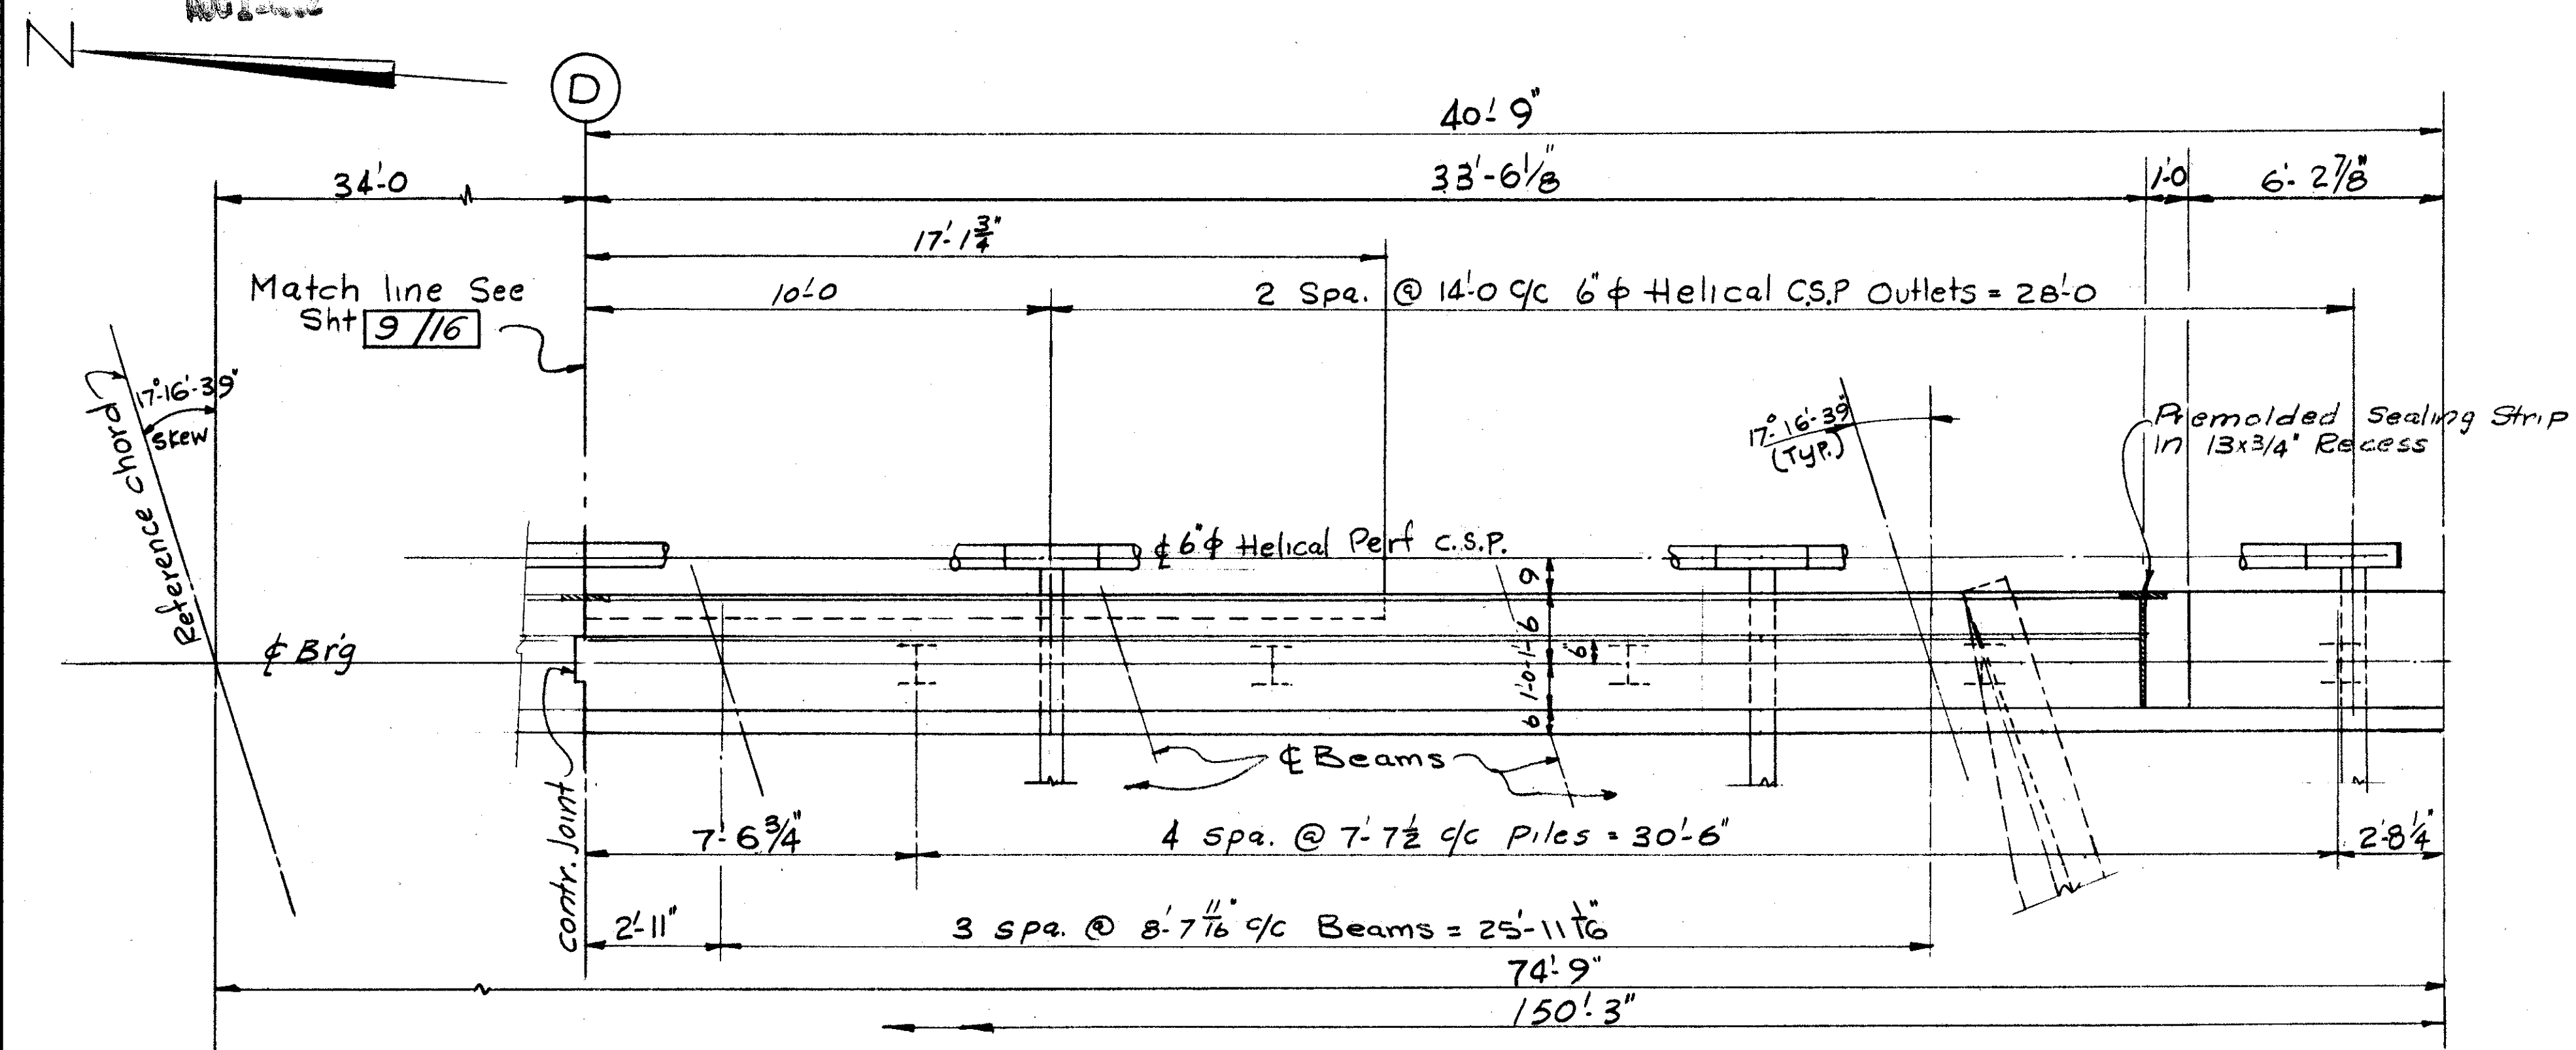 N
D
40'-9"
34'-0
33'-6 1/8"
1'-0
6'-2 7/8"
17'-1 3/4"
Match line See
Sht 9/16
10'-0
2 Spa. @ 14'-0 c/c 6"ϕ Helical C.S.P Outlets = 28'-0
Reference chord
17°-16'-39"
Skew
17°-16'-39"
(Typ.)
Premolded Sealing Strip
In 13x3/4" Recess
℄ 6"ϕ Helical Perf C.S.P.
9
1'-6
6"
1'-0
6
℄ Brg
℄ Beams
contr. Joint
7'-6 3/4"
4 spa. @ 7'-7 1/2 c/c Piles = 30'-6"
2'-8 1/4"
2'-11"
3 spa. @ 8'-7 11/16" c/c Beams = 25'-11 1/16
74'-9"
150'-3"